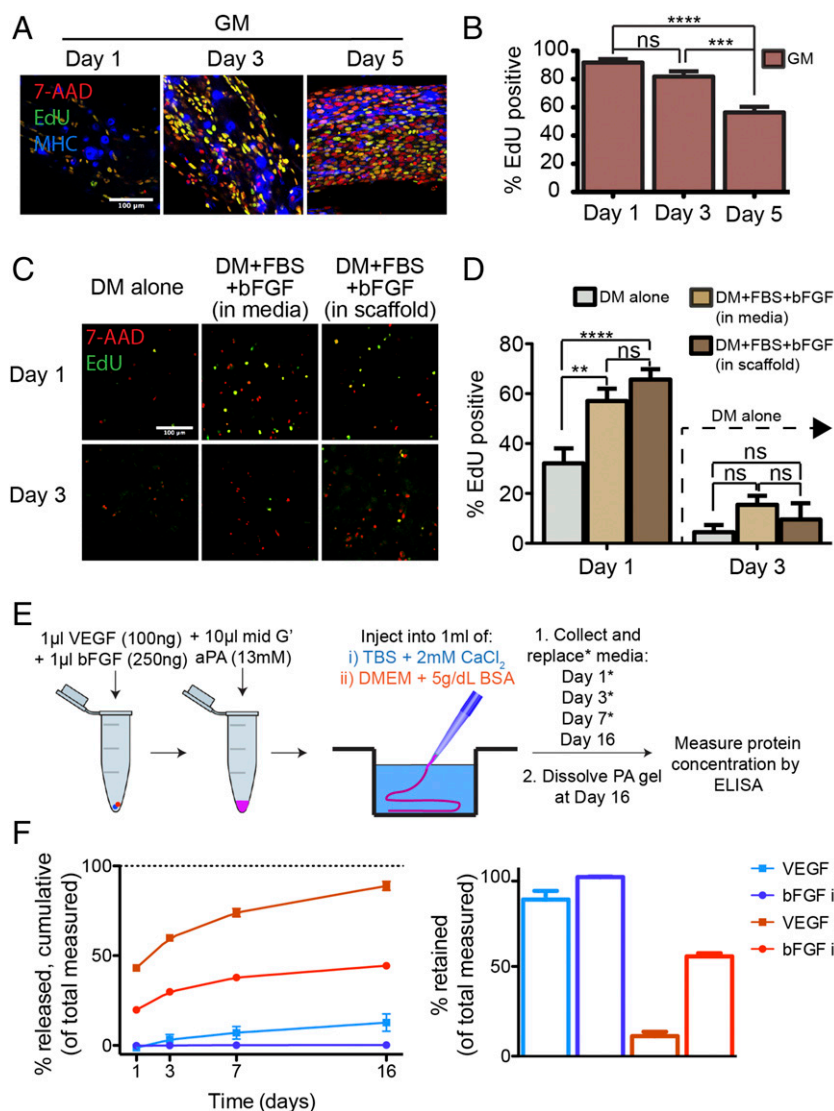 A
GM
Day 1
Day 3
Day 5
7-AAD
EdU
MHC
100 µm
B
% EdU positive
100
80
60
40
20
0
****
ns
***
GM
Day 1
Day 3
Day 5
C
DM alone
DM+FBS
+bFGF
(in media)
DM+FBS
+bFGF
(in scaffold)
7-AAD
EdU
Day 1
100 µm
Day 3
D
DM alone
DM+FBS+bFGF
(in media)
DM+FBS+bFGF
(in scaffold)
% EdU positive
80
60
40
20
0
****
ns
**
DM alone
ns
ns
ns
Day 1
Day 3
E
1µl VEGF (100ng)
+ 1µl bFGF (250ng)
+ 10µl mid G'
aPA (13mM)
Inject into 1ml of:
i) TBS + 2mM CaCl2
ii) DMEM + 5g/dL BSA
1. Collect and
replace* media:
Day 1*
Day 3*
Day 7*
Day 16
2. Dissolve PA gel
at Day 16
Measure protein
concentration by
ELISA
F
% released, cumulative
(of total measured)
100
50
0
1
3
7
16
Time (days)
% retained
(of total measured)
100
50
0
VEGF
bFGF i
VEGF
bFGF i